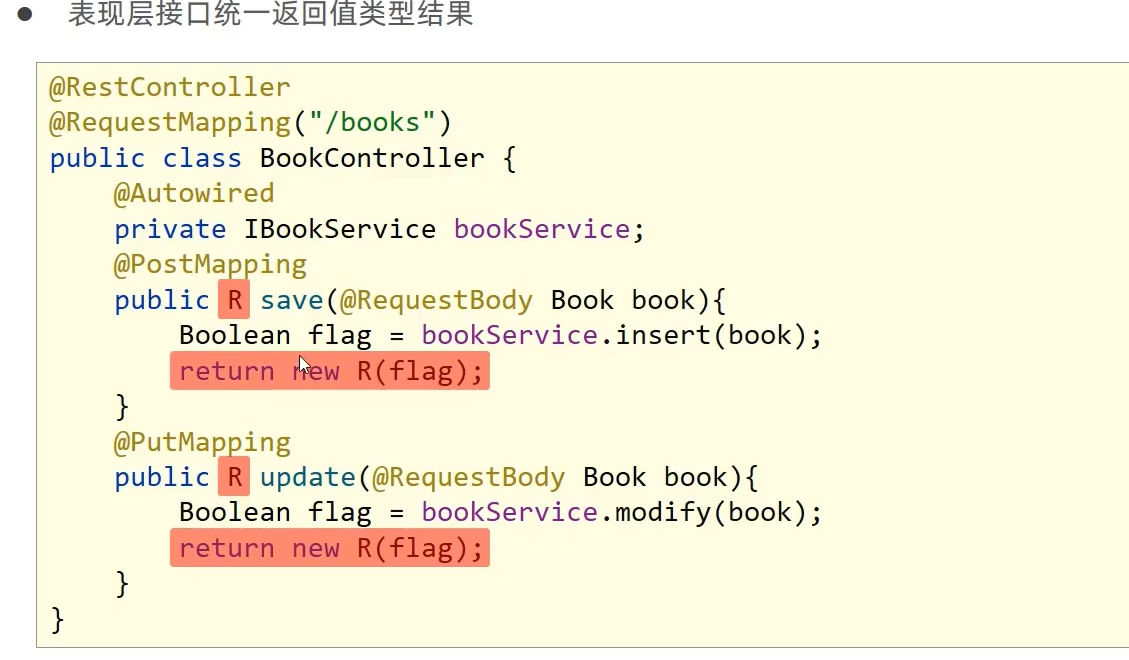 ● 表现层接口统一返回值类型结果
@RestController
@RequestMapping("/books")
public class BookController {
    @Autowired
    private IBookService bookService;
    @PostMapping
    public R save(@RequestBody Book book){
        Boolean flag = bookService.insert(book);
        return new R(flag);
    }
    @PutMapping
    public R update(@RequestBody Book book){
        Boolean flag = bookService.modify(book);
        return new R(flag);
    }
}